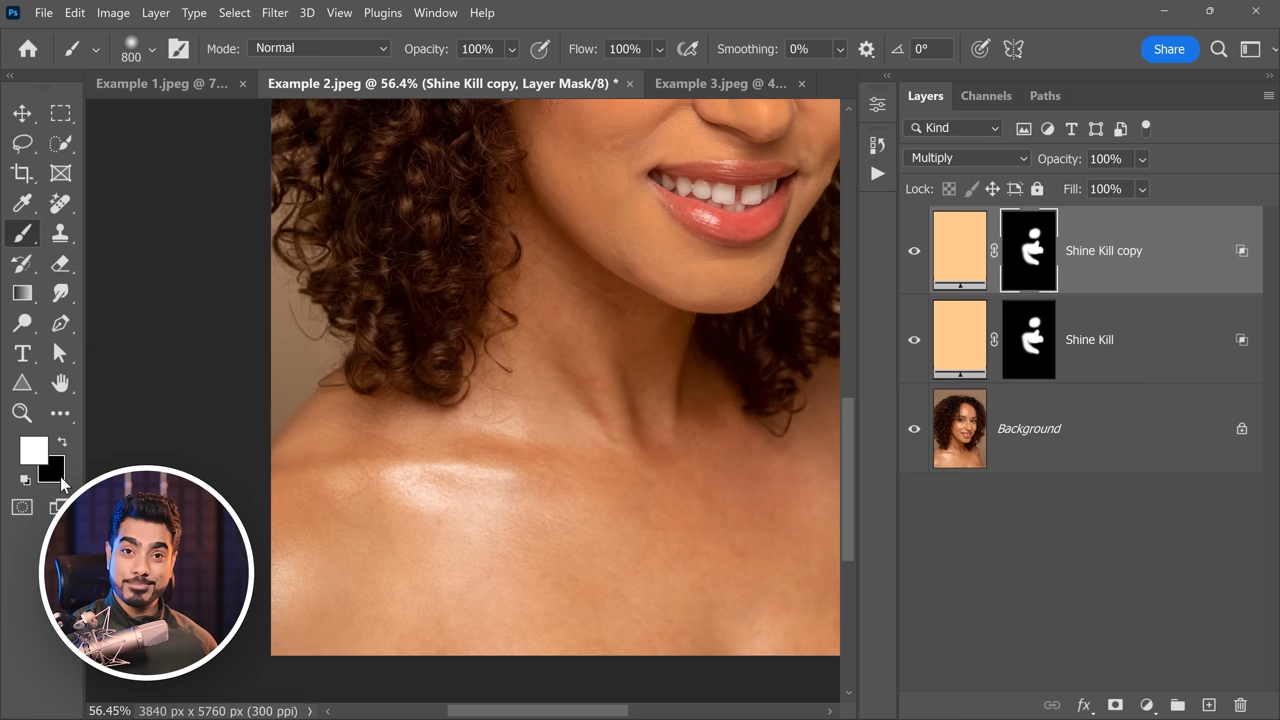 Ps File Edit Image Layer Type Select Filter 3D View Plugins Window Help
800 Mode: Normal Opacity: 100% Flow: 100% Smoothing: 0% 0° Share
Example 1.jpeg @ 7... × Example 2.jpeg @ 56.4% (Shine Kill copy, Layer Mask/8) * × Example 3.jpeg @ 4... ×
Layers Channels Paths
Kind
Multiply Opacity: 100%
Lock: Fill: 100%
Shine Kill copy
Shine Kill
Background
fx
56.45% 3840 px x 5760 px (300 ppi)